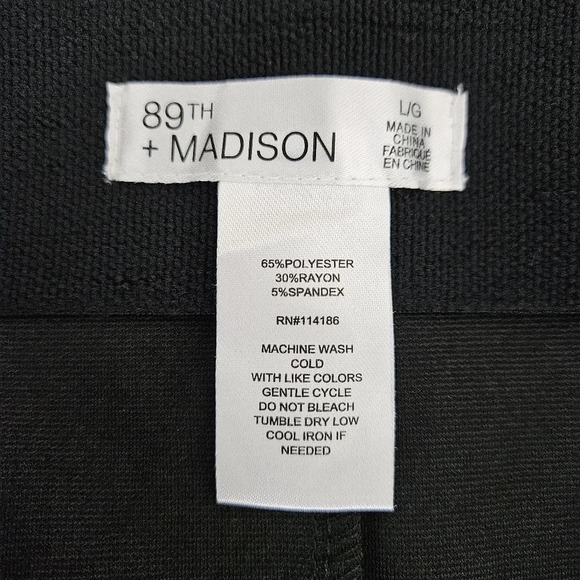 89TH
+ MADISON
L/G
MADE IN
CHINA
FABRIQUÉ
EN CHINE
65%POLYESTER
30%RAYON
5%SPANDEX
RN#114186
MACHINE WASH
COLD
WITH LIKE COLORS
GENTLE CYCLE
DO NOT BLEACH
TUMBLE DRY LOW
COOL IRON IF
NEEDED